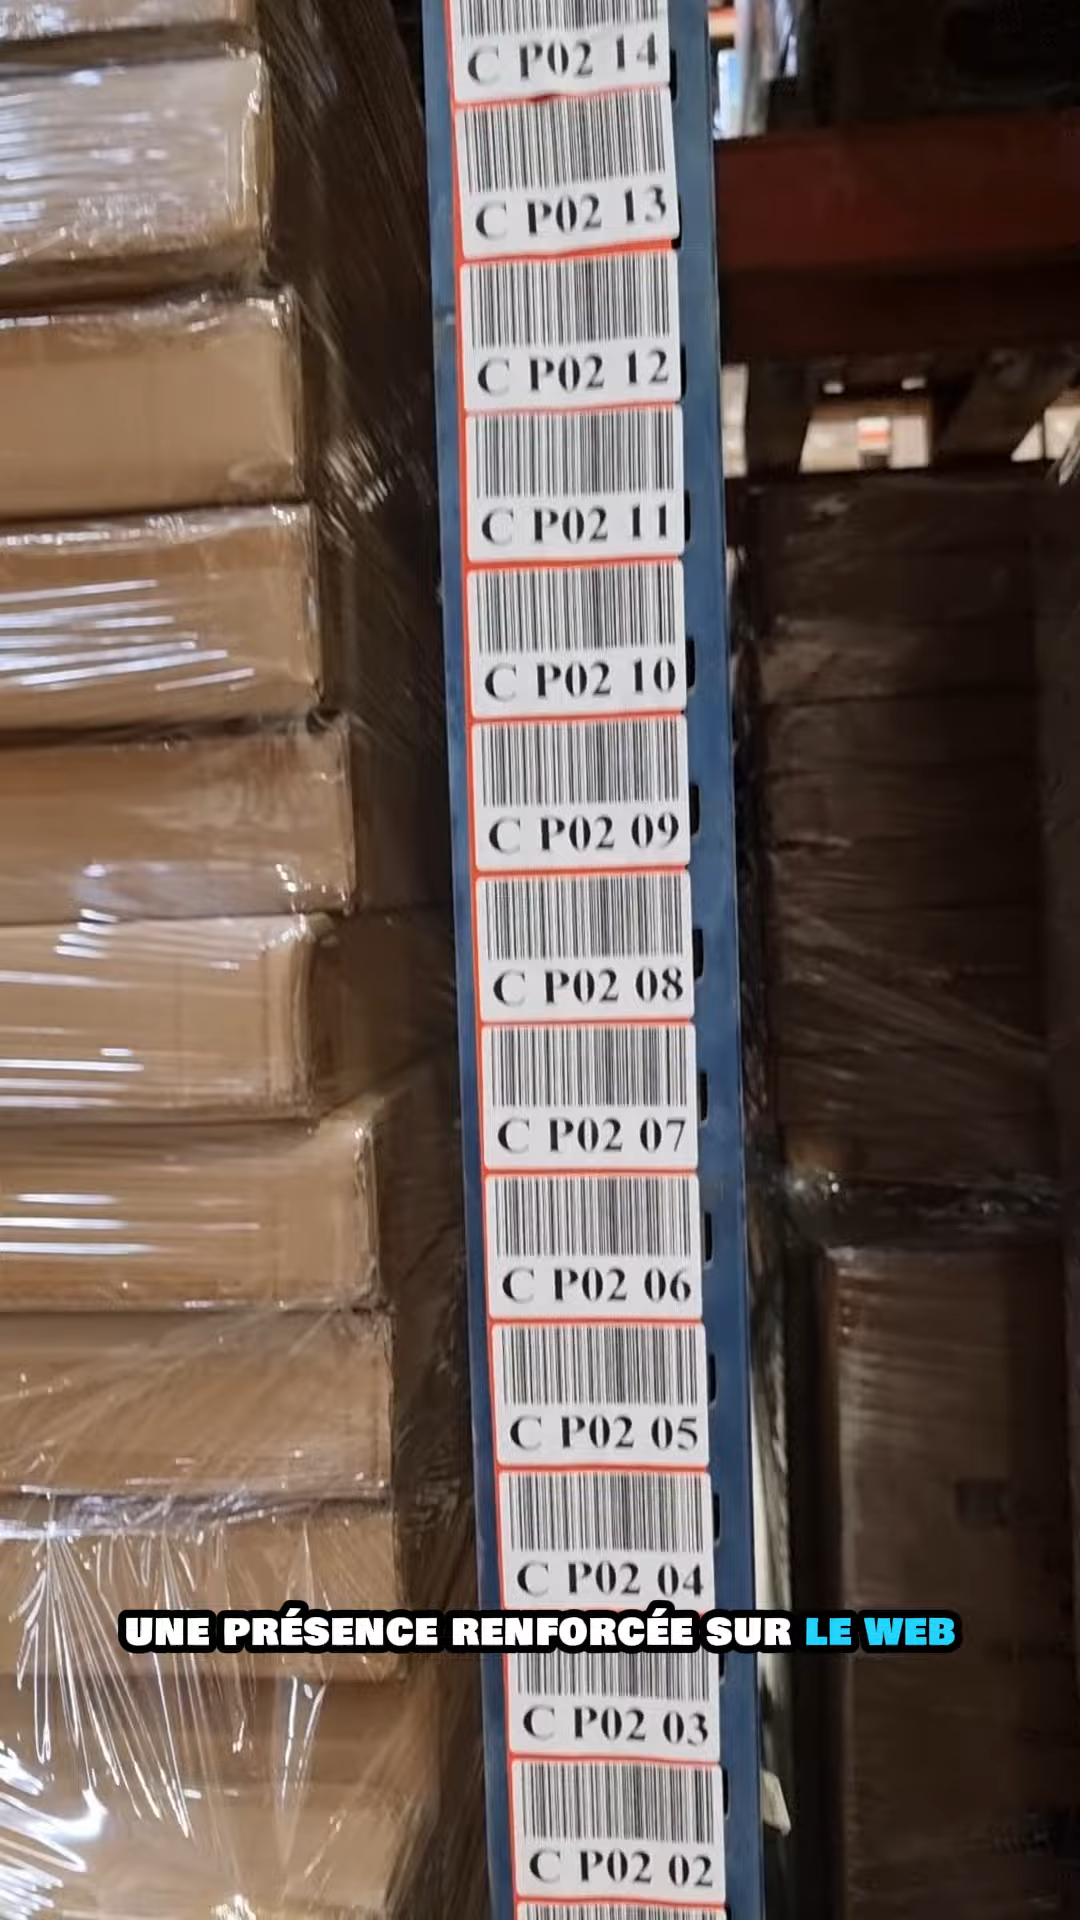 C P02 14
C P02 13
C P02 12
C P02 11
C P02 10
C P02 09
C P02 08
C P02 07
C P02 06
C P02 05
C P02 04
UNE PRÉSENCE RENFORCÉE SUR LE WEB
C P02 03
C P02 02